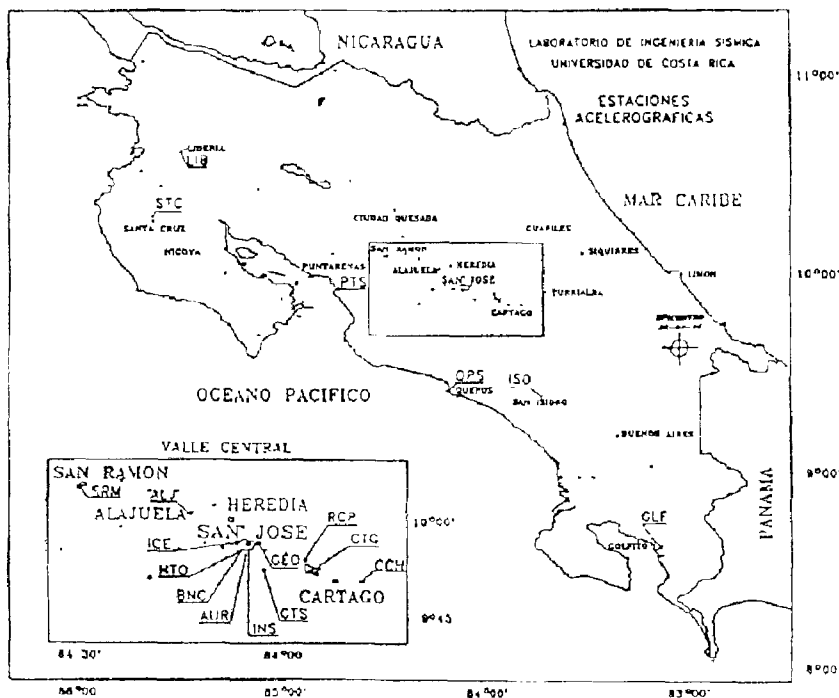 NICARAGUA
LABORATORIO DE INGENIERIA SISMICA
UNIVERSIDAD DE COSTA RICA
ESTACIONES
ACELEROGRAFICAS
11°00'
LIBERIA
LIB
MAR CARIBE
STC
SANTA CRUZ
CIUDAD QUESADA
GUAPILES
NICOYA
SAN RAMON
SIQUIRRES
PUNTARENAS
ALAJUELA
HEREDIA
LIMON
10°00'
PTS
SAN JOSE
TURRIALBA
CARTAGO
OCEANO PACIFICO
QPS
QUEPOS
ISO
SAN ISIDRO
VALLE CENTRAL
BUENOS AIRES
SAN RAMON
SRM
ALJ
HEREDIA
9°00'
ALAJUELA
SAN JOSE
RCP
10°00'
GLF
PANAMA
ICE
CTG
GOLFITO
HTO
GEO
CCH
BNC
CARTAGO
AUR
INS
GTS
9°45
84°30'
84°00'
8°00'
86°00'
85°00'
84°00'
83°00'